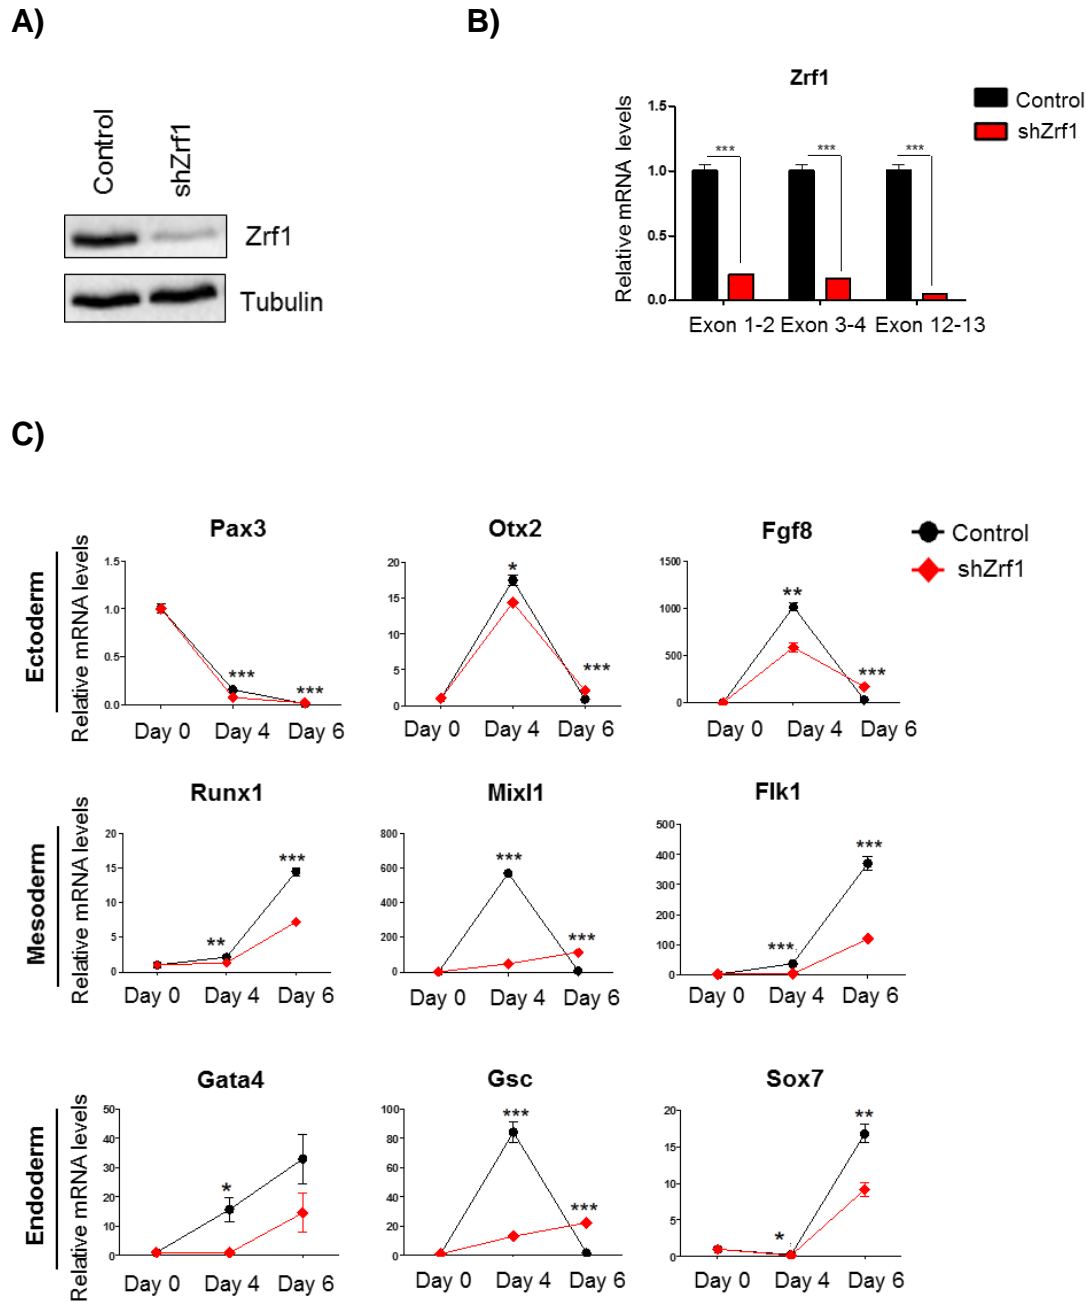 A)
B)
Control
shZrf1
Zrf1
Tubulin
Zrf1
Control
shZrf1
Relative mRNA levels
1.5
1.0
0.5
0.0
***
***
***
Exon 1-2 Exon 3-4 Exon 12-13
C)
Control
shZrf1
Ectoderm
Relative mRNA levels
Pax3
1.5
1.0
0.5
0.0
***
***
Day 0 Day 4 Day 6
Otx2
20
15
10
5
0
*
***
Day 0 Day 4 Day 6
Fgf8
1500
1000
500
0
**
***
Day 0 Day 4 Day 6
Mesoderm
Relative mRNA levels
Runx1
20
15
10
5
0
**
***
Day 0 Day 4 Day 6
Mixl1
800
600
400
200
0
***
***
Day 0 Day 4 Day 6
Flk1
500
400
300
200
100
0
***
***
Day 0 Day 4 Day 6
Endoderm
Relative mRNA levels
Gata4
50
40
30
20
10
0
*
Day 0 Day 4 Day 6
Gsc
100
80
60
40
20
0
***
***
Day 0 Day 4 Day 6
Sox7
20
15
10
5
0
*
**
Day 0 Day 4 Day 6